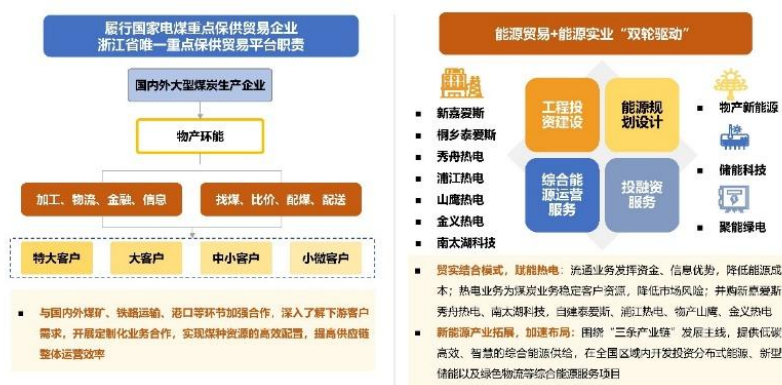 履行国家电煤重点保供贸易企业
浙江省唯一重点保供贸易平台职责
国内外大型煤炭生产企业
物产环能
加工、物流、金融、信息
找煤、比价、配煤、配送
特大客户
大客户
中小客户
小微客户
▪ 与国内外煤矿、铁路运输、港口等环节加强合作，深入了解下游客户
需求，开展定制化业务合作，实现煤种资源的高效配置，提高供应链
整体运营效率
能源贸易+能源实业“双轮驱动”
▪ 新嘉爱斯
▪ 桐乡泰爱斯
▪ 秀舟热电
▪ 浦江热电
▪ 山鹰热电
▪ 金义热电
▪ 南太湖科技
工程投
资建设
能源规
划设计
综合能
源运营
服务
投融资
服务
▪ 物产新能源
▪ 储能科技
▪ 聚能绿电
▪ 贸实结合模式，赋能热电：流通业务发挥资金、信息优势，降低能源成
本；热电业务为煤炭业务稳定客户资源，降低市场风险；并购新嘉爱斯
秀舟热电、南太湖科技，自建泰爱斯、浦江热电、物产山鹰、金义热电
▪ 新能源产业拓展，加速布局：围绕“三条产业链”发展主线，提供低碳
高效、智慧的综合能源供给，在全国区域内开发投资分布式能源、新型
储能以及绿色物流等综合能源服务项目